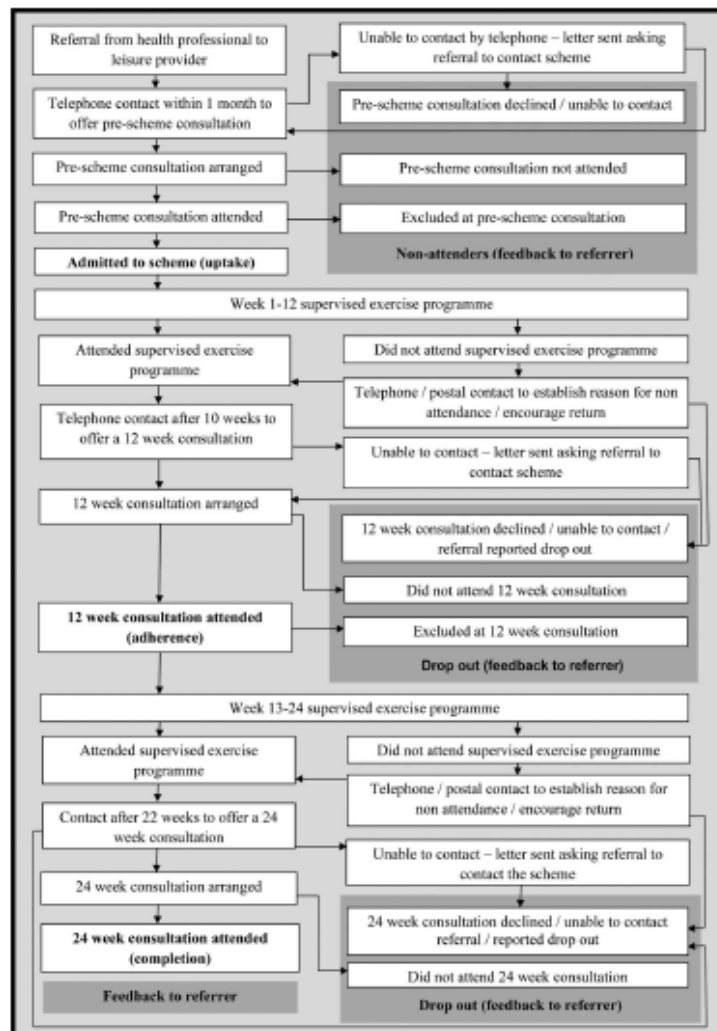 Referral from health professional to
leisure provider
Unable to contact by telephone – letter sent asking
referral to contact scheme
Telephone contact within 1 month to
offer pre-scheme consultation
Pre-scheme consultation declined / unable to contact
Pre-scheme consultation arranged
Pre-scheme consultation not attended
Pre-scheme consultation attended
Excluded at pre-scheme consultation
Admitted to scheme (uptake)
Non-attenders (feedback to referrer)
Week 1-12 supervised exercise programme
Attended supervised exercise
programme
Did not attend supervised exercise programme
Telephone / postal contact to establish reason for non
attendance / encourage return
Telephone contact after 10 weeks to
offer a 12 week consultation
Unable to contact – letter sent asking referral to
contact scheme
12 week consultation arranged
12 week consultation declined / unable to contact /
referral reported drop out
Did not attend 12 week consultation
12 week consultation attended
(adherence)
Excluded at 12 week consultation
Drop out (feedback to referrer)
Week 13-24 supervised exercise programme
Attended supervised exercise
programme
Did not attend supervised exercise programme
Telephone / postal contact to establish reason for
non attendance / encourage return
Contact after 22 weeks to offer a 24
week consultation
Unable to contact – letter sent asking referral to
contact the scheme
24 week consultation arranged
24 week consultation declined / unable to contact
referral / reported drop out
24 week consultation attended
(completion)
Did not attend 24 week consultation
Feedback to referrer
Drop out (feedback to referrer)